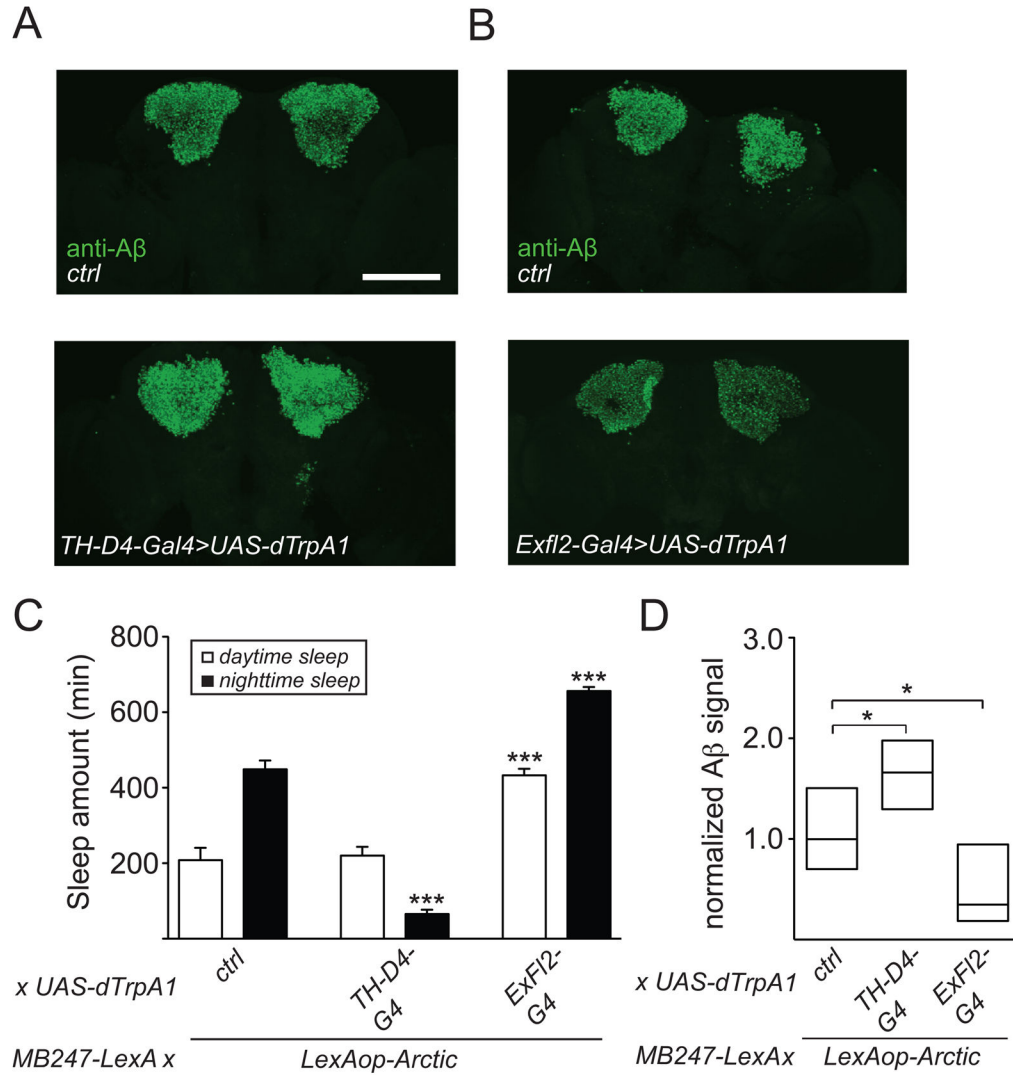 A
B
anti-Aβ
ctrl
anti-Aβ
ctrl
TH-D4-Gal4>UAS-dTrpA1
Exfl2-Gal4>UAS-dTrpA1
C
Sleep amount (min)
800
600
400
200
daytime sleep
nighttime sleep
***
***
***
x UAS-dTrpA1
ctrl
TH-D4-
G4
ExFl2-
G4
MB247-LexA x
LexAop-Arctic
D
normalized Aβ signal
3.0
2.0
1.0
*
*
x UAS-dTrpA1
ctrl
TH-D4-
G4
ExFl2-
G4
MB247-LexAx
LexAop-Arctic